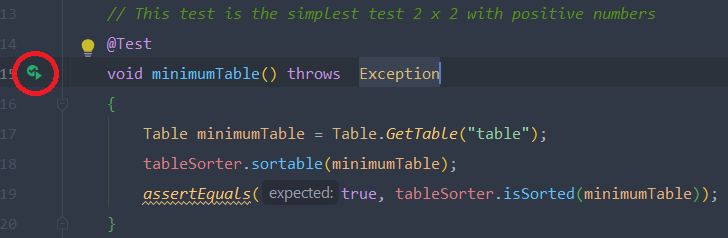 13 // This test is the simplest test 2 x 2 with positive numbers
14 @Test
15 void minimumTable() throws Exception
16 {
17 Table minimumTable = Table.GetTable("table");
18 tableSorter.sortable(minimumTable);
19 assertEquals( expected: true, tableSorter.isSorted(minimumTable));
20 }